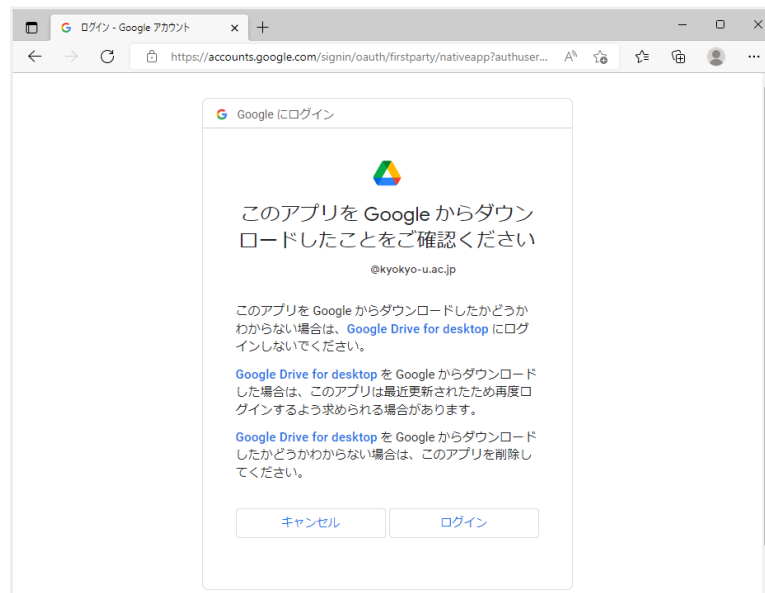 ログイン - Google アカウント
https://accounts.google.com/signin/oauth/firstparty/nativeapp?authuser...
G Google にログイン
このアプリを Google からダウン
ロードしたことをご確認ください
@kyokyo-u.ac.jp
このアプリを Google からダウンロードしたかどうか
わからない場合は、Google Drive for desktop にログ
インしないでください。
Google Drive for desktop を Google からダウンロード
した場合は、このアプリは最近更新されたため再度ロ
グインするよう求められる場合があります。
Google Drive for desktop を Google からダウンロード
したかどうかわからない場合は、このアプリを削除し
てください。
キャンセル
ログイン